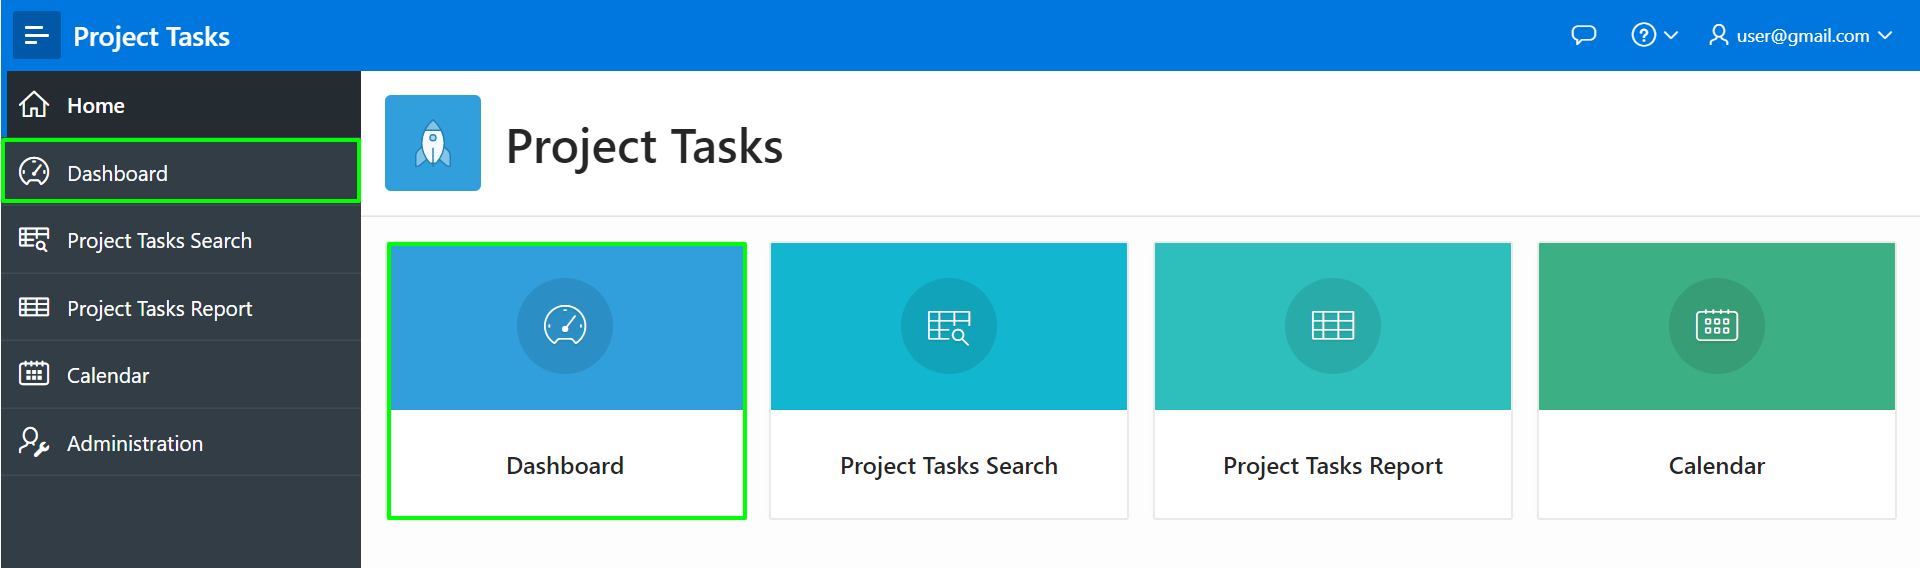 Project Tasks
user@gmail.com
Home
Dashboard
Project Tasks Search
Project Tasks Report
Calendar
Administration
Project Tasks
Dashboard
Project Tasks Search
Project Tasks Report
Calendar